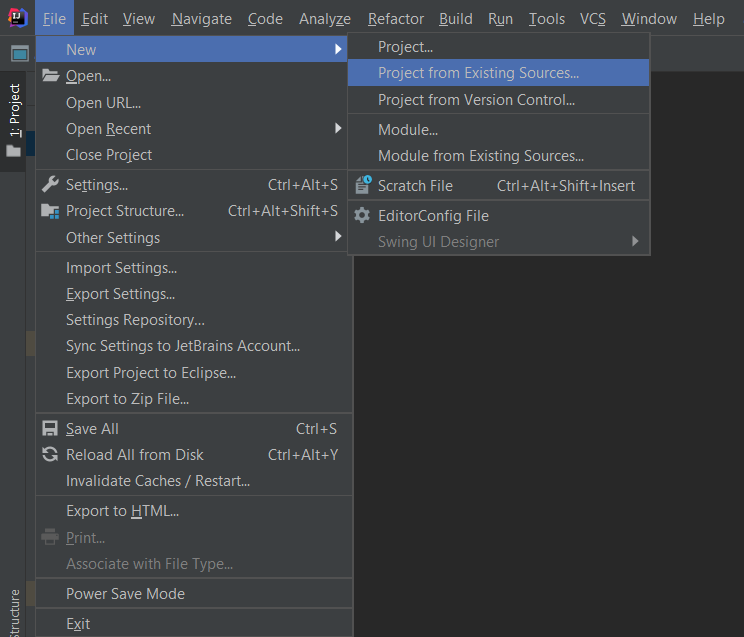 File Edit View Navigate Code Analyze Refactor Build Run Tools VCS Window Help
New
Open...
Open URL...
Open Recent
Close Project
Settings... Ctrl+Alt+S
Project Structure... Ctrl+Alt+Shift+S
Other Settings
Import Settings...
Export Settings...
Settings Repository...
Sync Settings to JetBrains Account...
Export Project to Eclipse...
Export to Zip File...
Save All Ctrl+S
Reload All from Disk Ctrl+Alt+Y
Invalidate Caches / Restart...
Export to HTML...
Print...
Associate with File Type...
Power Save Mode
Exit
Project...
Project from Existing Sources...
Project from Version Control...
Module...
Module from Existing Sources...
Scratch File Ctrl+Alt+Shift+Insert
EditorConfig File
Swing UI Designer
1: Project
Structure
IJ